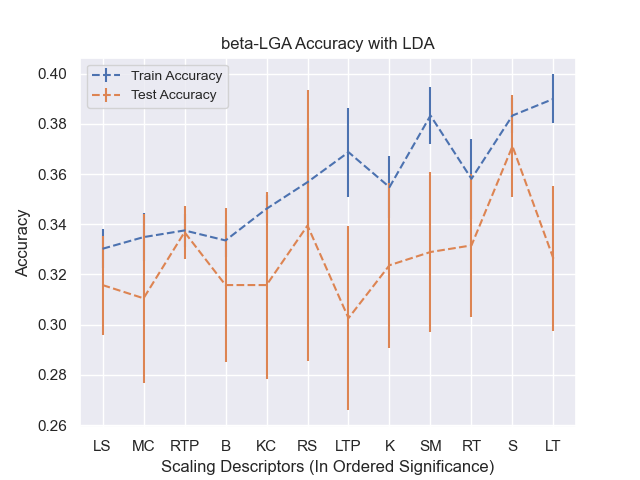 beta-LGA Accuracy with LDA
Train Accuracy
Test Accuracy
0.40
0.38
0.36
0.34
0.32
0.30
0.28
0.26
Accuracy
LS MC RTP B KC RS LTP K SM RT S LT
Scaling Descriptors (In Ordered Significance)